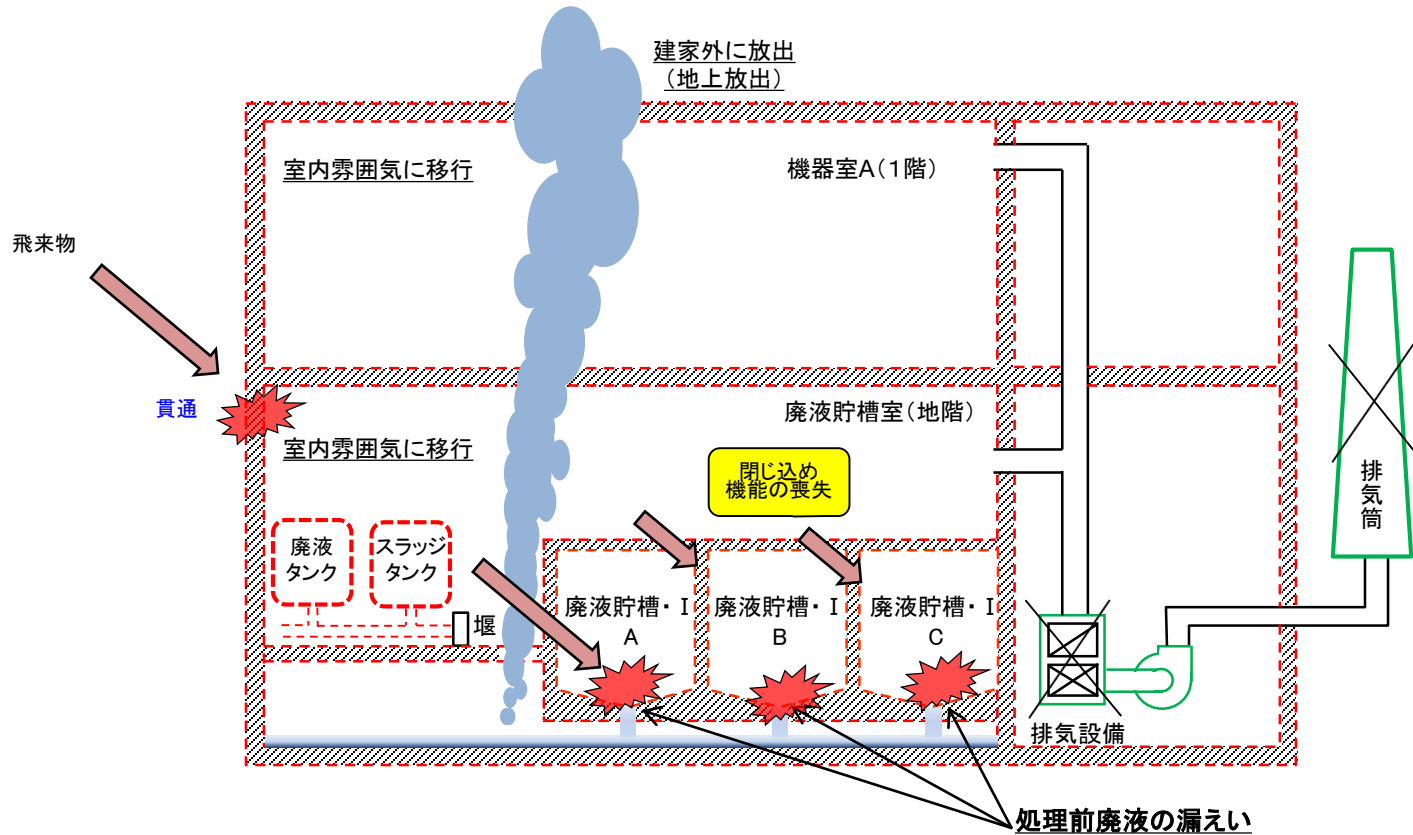 建家外に放出
（地上放出）
室内雰囲気に移行
機器室A（１階）
飛来物
貫通
廃液貯槽室（地階）
室内雰囲気に移行
閉じ込め
機能の喪失
排気筒
廃液
タンク
スラッジ
タンク
堰
廃液貯槽・Ⅰ
A
廃液貯槽・Ⅰ
B
廃液貯槽・Ⅰ
C
排気設備
処理前廃液の漏えい